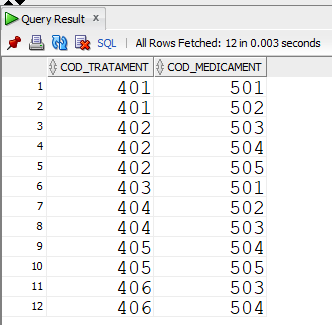 Query Result x
SQL | All Rows Fetched: 12 in 0.003 seconds
COD_TRATAMENT COD_MEDICAMENT
1 401 501
2 401 502
3 402 503
4 402 504
5 402 505
6 403 501
7 404 502
8 404 503
9 405 504
10 405 505
11 406 503
12 406 504